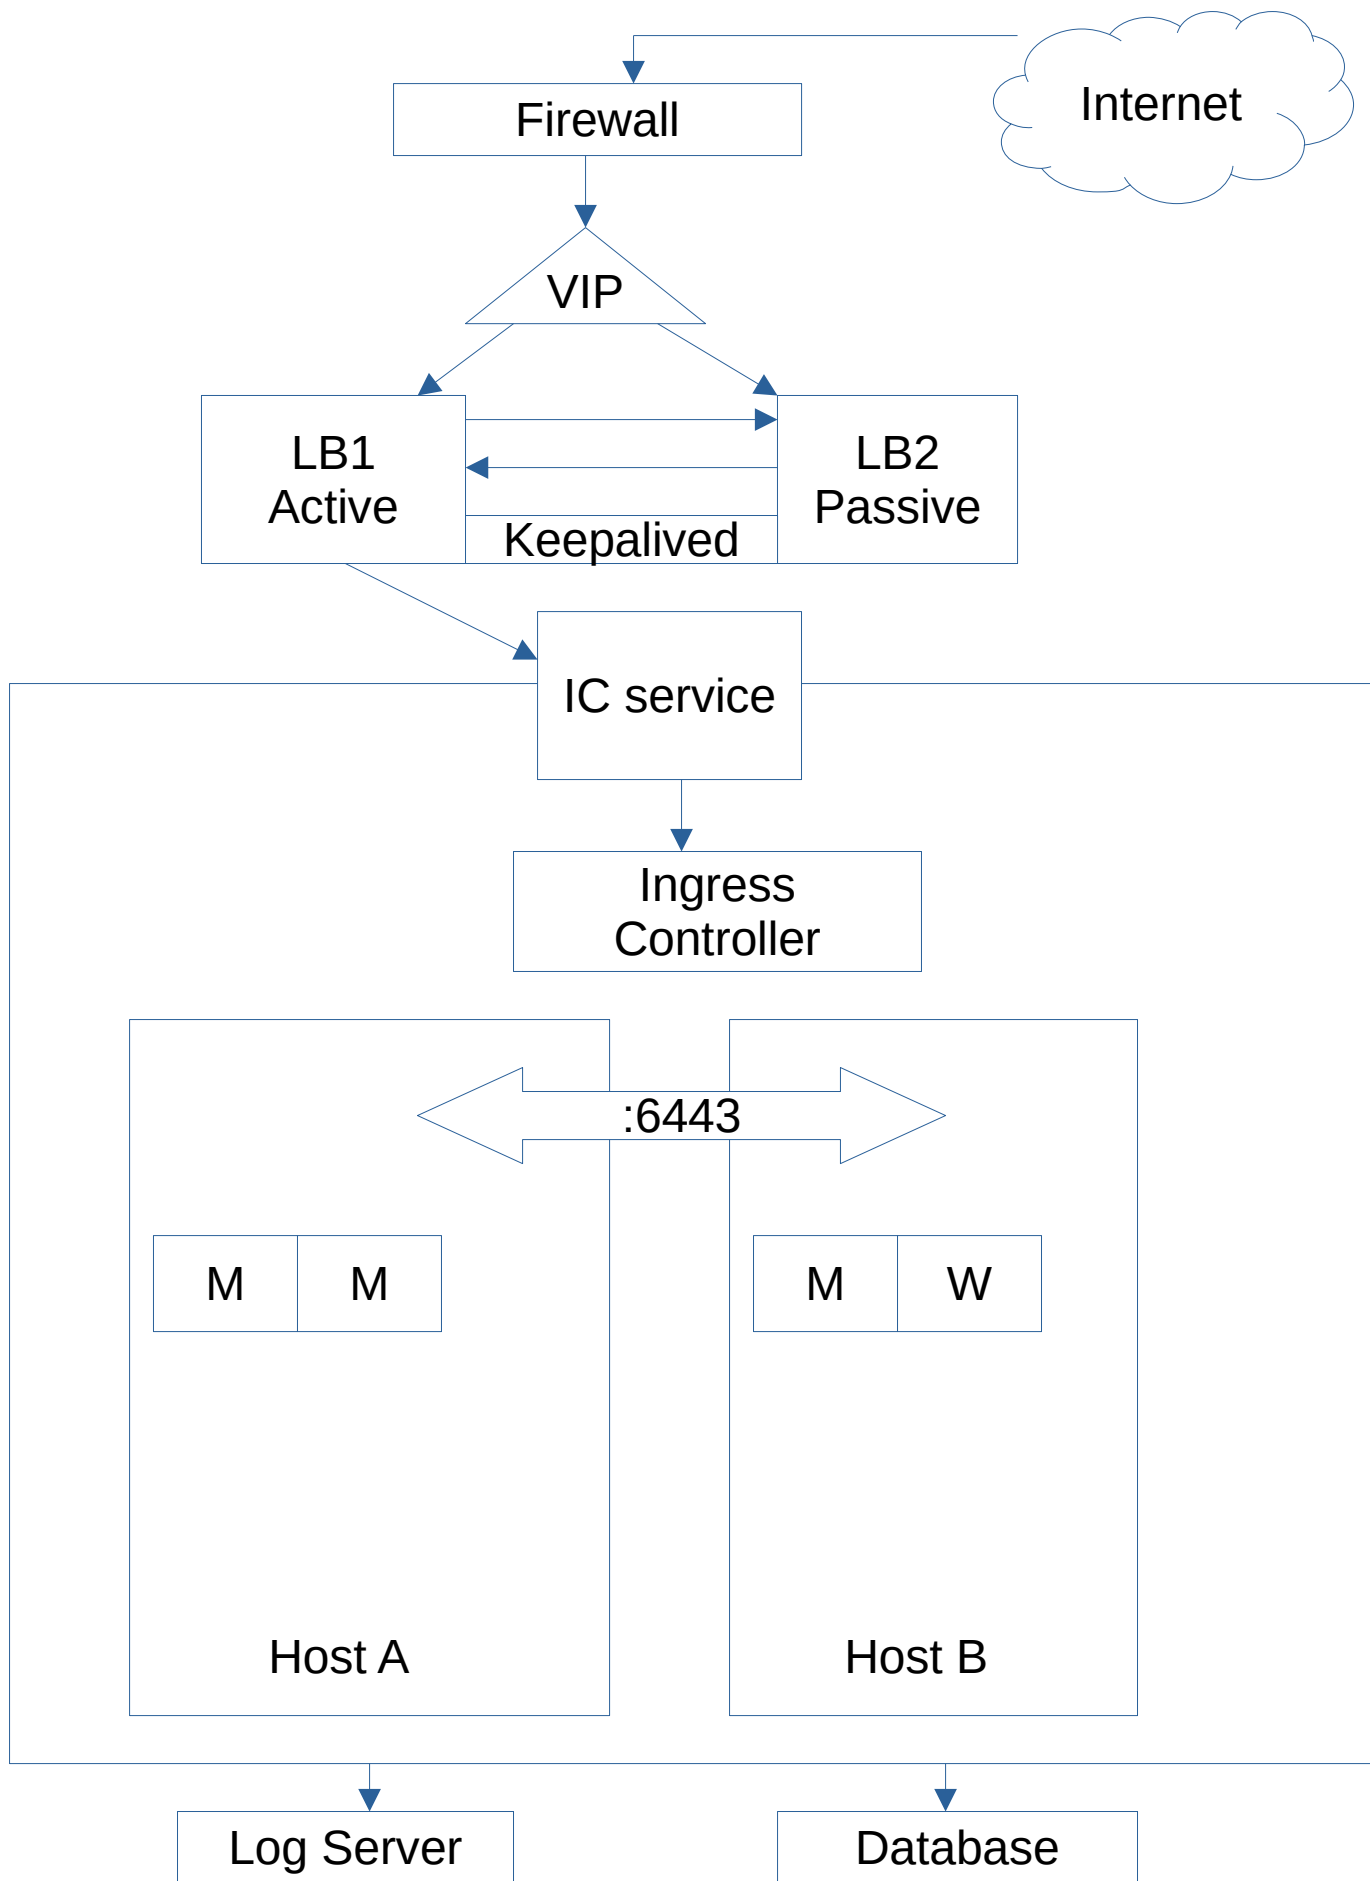 Internet
Firewall
VIP
LB1
Active
LB2
Passive
Keepalived
IC service
Ingress
Controller
:6443
M
M
M
W
Host A
Host B
Log Server
Database